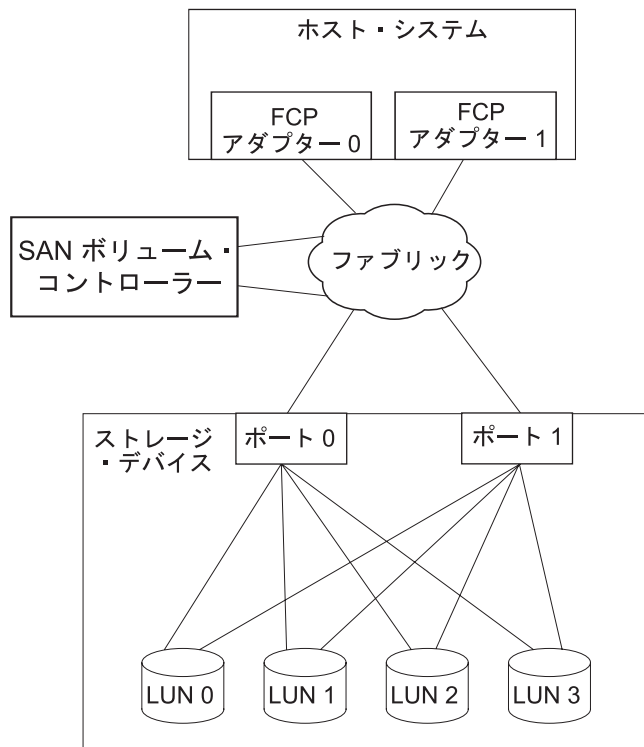 ホスト・システム
FCP
アダプター 0
FCP
アダプター 1
SAN ボリューム・
コントローラー
ファブリック
ストレージ
・デバイス
ポート 0
ポート 1
LUN 0
LUN 1
LUN 2
LUN 3